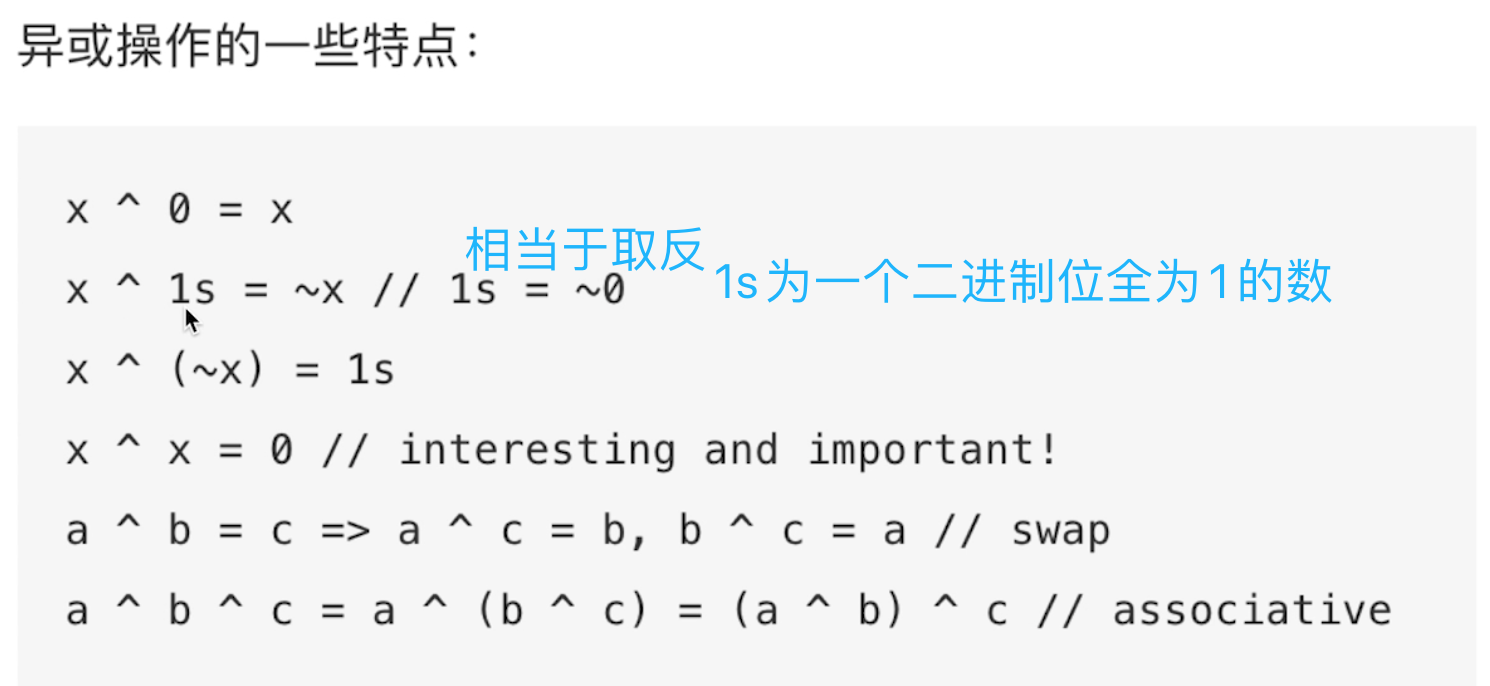 异或操作的一些特点：
x ^ 0 = x
相当于取反
x ^ 1s = ~x // 1s = ~0
1s为一个二进制位全为1的数
x ^ (~x) = 1s
x ^ x = 0 // interesting and important!
a ^ b = c => a ^ c = b, b ^ c = a // swap
a ^ b ^ c = a ^ (b ^ c) = (a ^ b) ^ c // associative